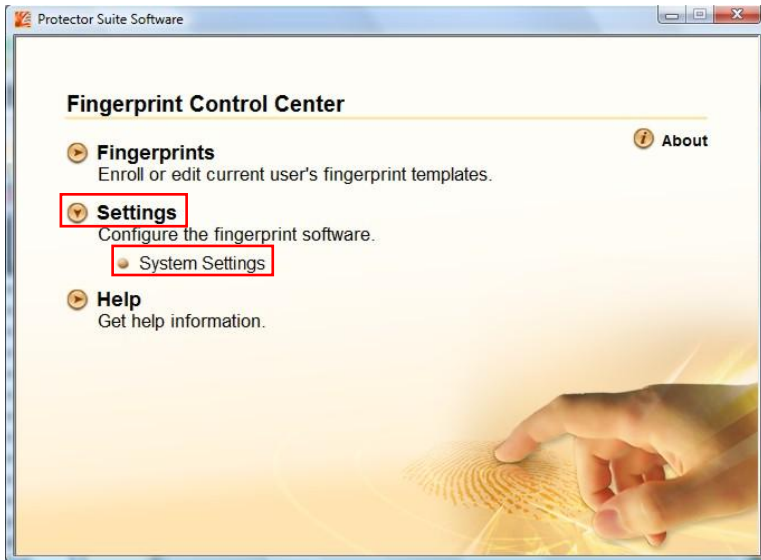 Protector Suite Software
Fingerprint Control Center
About
Fingerprints
Enroll or edit current user's fingerprint templates.
Settings
Configure the fingerprint software.
System Settings
Help
Get help information.